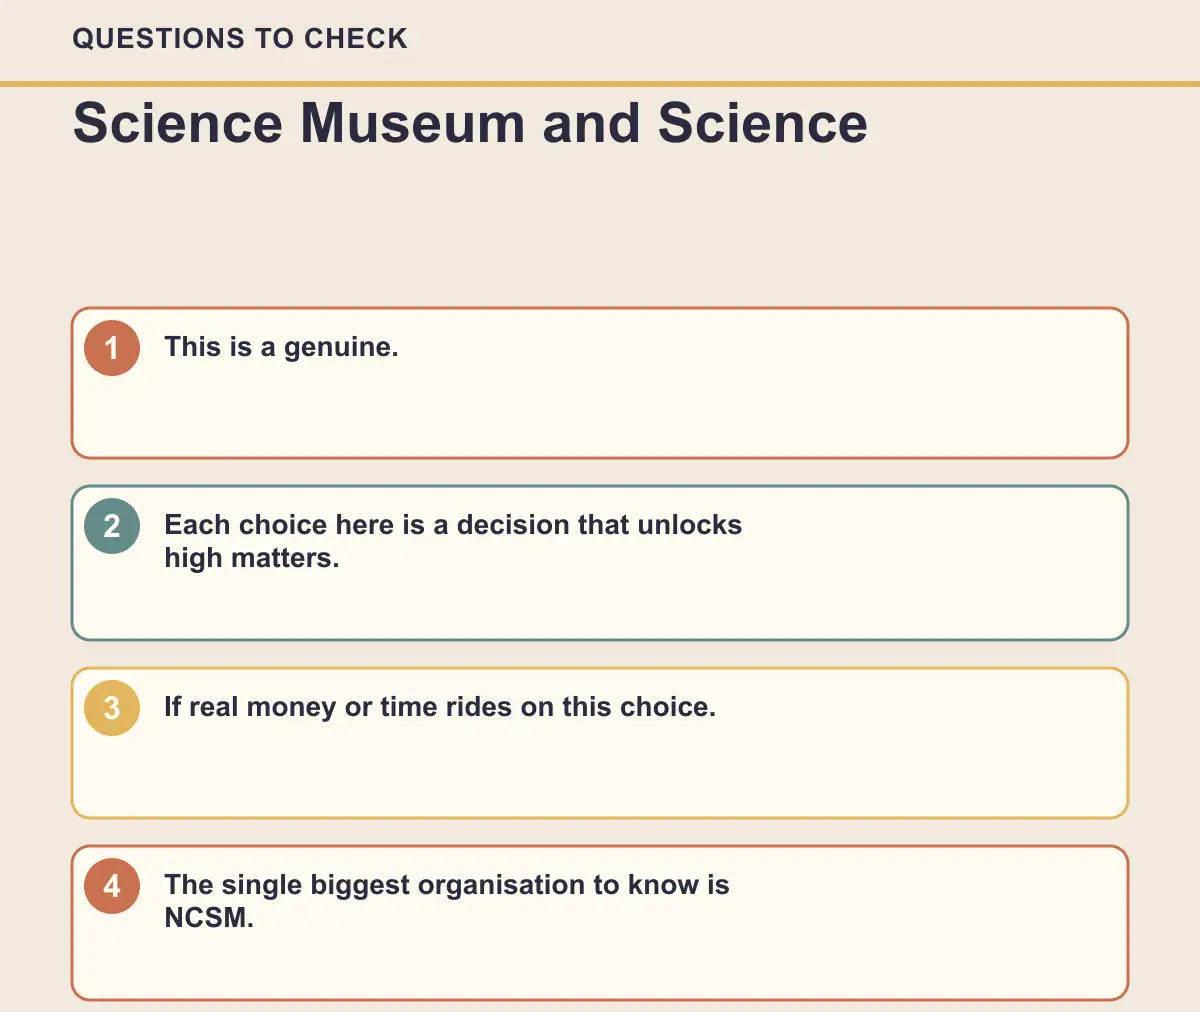 QUESTIONS TO CHECK
Science Museum and Science
1
This is a genuine.
2
Each choice here is a decision that unlocks
high matters.
3
If real money or time rides on this choice.
4
The single biggest organisation to know is
NCSM.